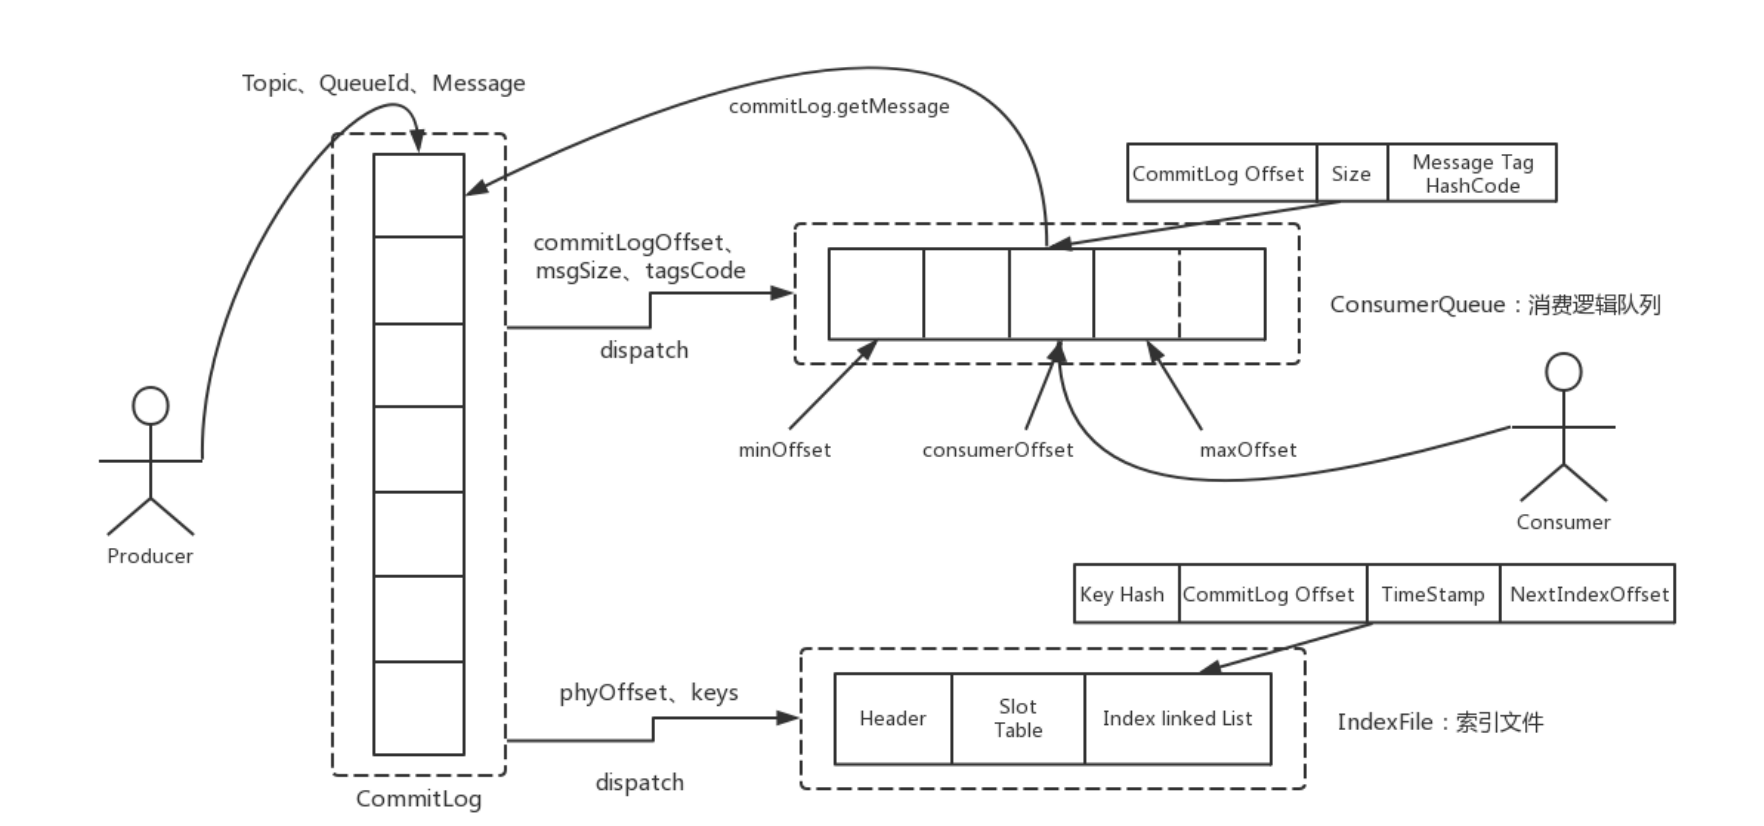 Topic、QueueId、Message
commitLog.getMessage
CommitLog Offset
Size
Message Tag
HashCode
commitLogOffset、
msgSize、tagsCode
dispatch
ConsumerQueue：消费逻辑队列
minOffset
consumerOffset
maxOffset
Producer
Consumer
Key Hash
CommitLog Offset
TimeStamp
NextIndexOffset
phyOffset、keys
dispatch
Header
Slot
Table
Index linked List
IndexFile：索引文件
CommitLog